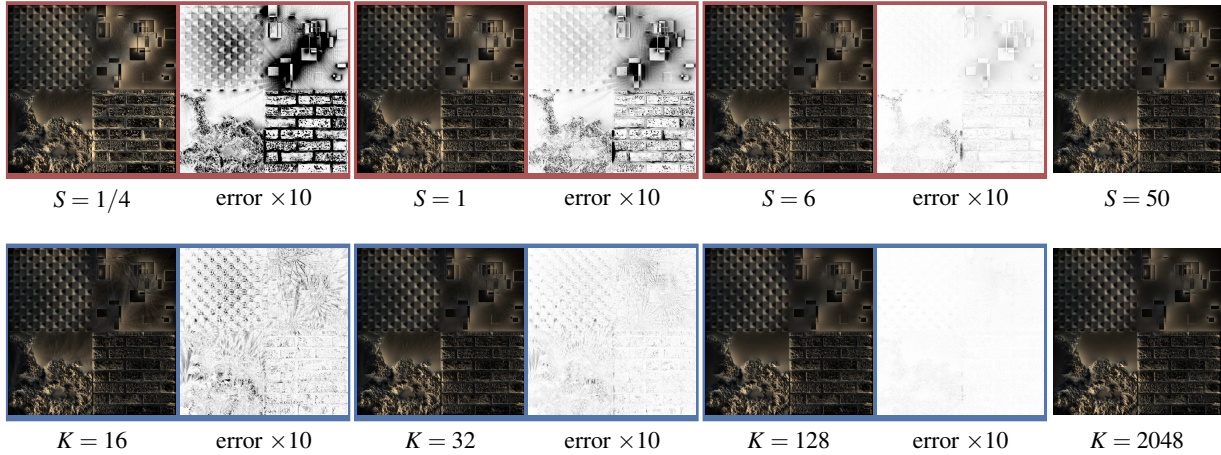 S = 1/4 error ×10 S = 1 error ×10 S = 6 error ×10 S = 50
K = 16 error ×10 K = 32 error ×10 K = 128 error ×10 K = 2048